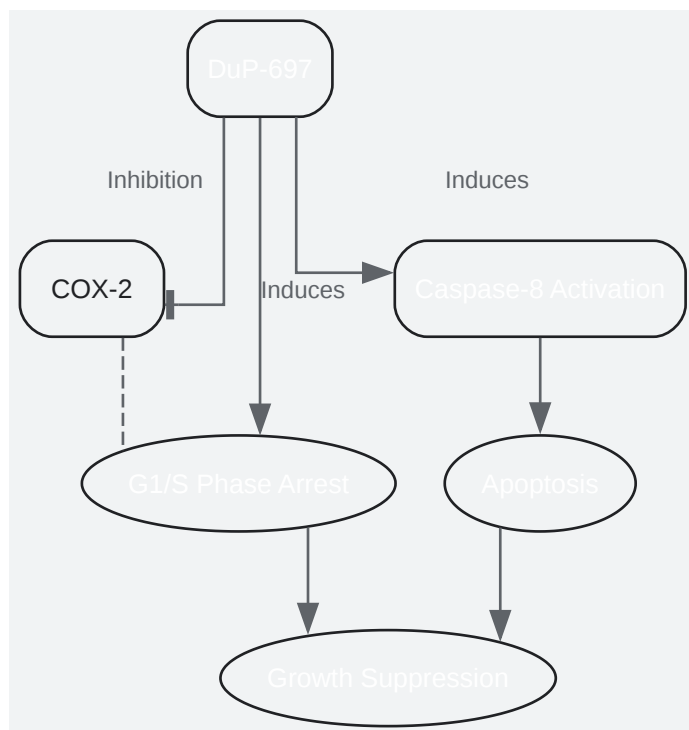 DuP-697
Inhibition
Induces
COX-2
Induces
Caspase-8 Activation
G1/S Phase Arrest
Apoptosis
Growth Suppression